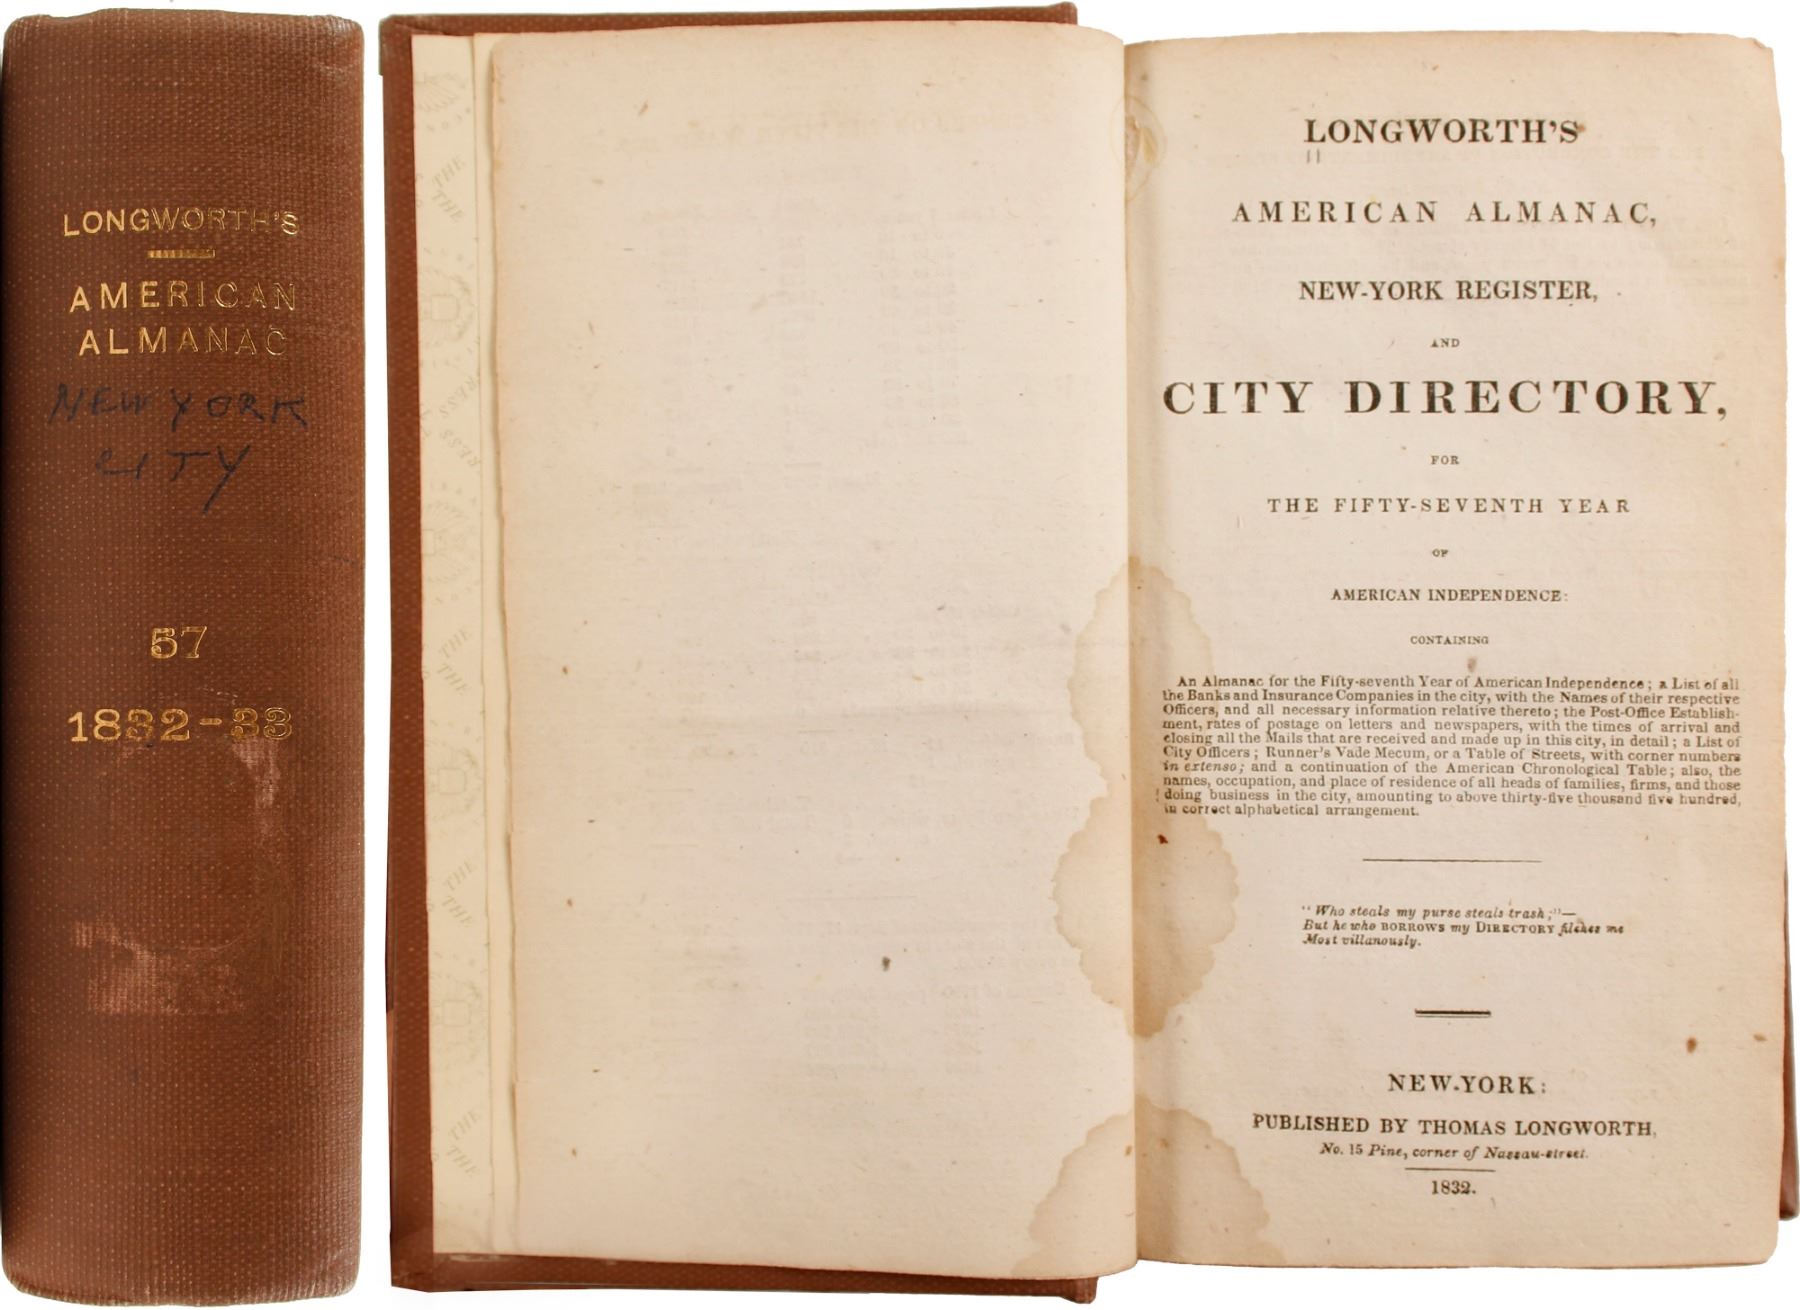 LONGWORTH'S
AMERICAN
ALMANAC
NEW YORK
CITY
57
1832-33
THE
THE
THE
THE
THE
THE
THE
THE
LONGWORTH'S
AMERICAN ALMANAC,
NEW-YORK REGISTER,
AND
CITY DIRECTORY,
FOR
THE FIFTY-SEVENTH YEAR
OF
AMERICAN INDEPENDENCE:
CONTAINING
An Almanac for the Fifty-seventh Year of American Independence; a List of all
the Banks and Insurance Companies in the city, with the Names of their respective
Officers, and all necessary information relative thereto; the Post-Office Establish-
ment, rates of postage on letters and newspapers, with the times of arrival and
closing all the Mails that are received and made up in this city, in detail; a List of
City Officers; Runner's Vade Mecum, or a Table of Streets, with corner numbers
in extenso; and a continuation of the American Chronological Table; also, the
names, occupation, and place of residence of all heads of families, firms, and those
doing business in the city, amounting to above thirty-five thousand five hundred,
in correct alphabetical arrangement.
"Who steals my purse steals trash;"—
But he who BORROWS my DIRECTORY filches me
Most villanously.
NEW-YORK:
PUBLISHED BY THOMAS LONGWORTH,
No. 15 Pine, corner of Nassau-street.
1832.